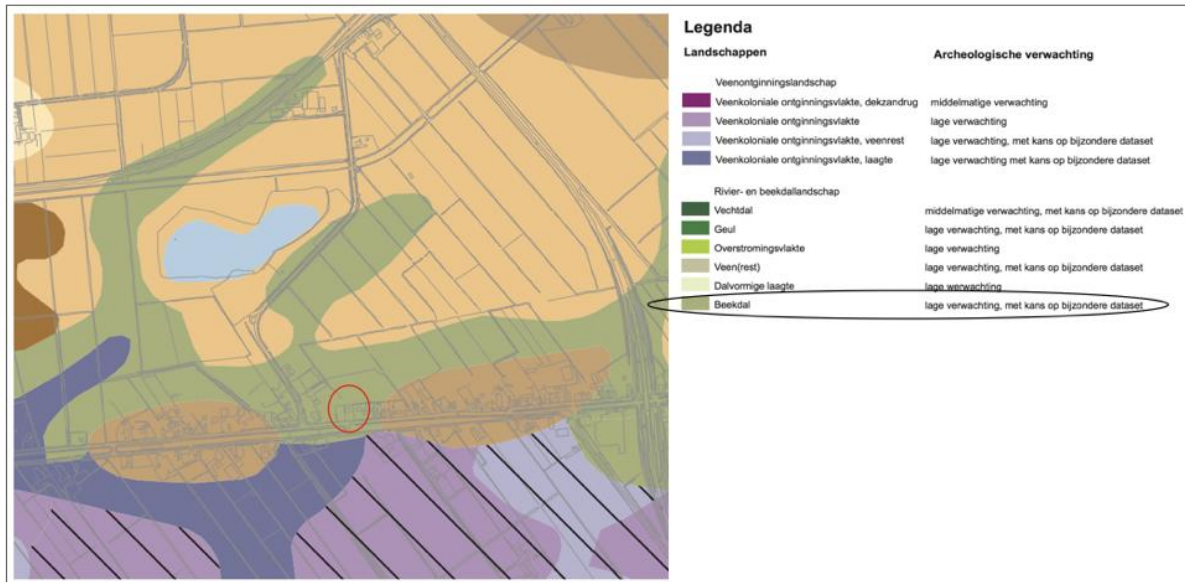 Legenda
Landschappen Archeologische verwachting
Veenontginningslandschap
Veenkoloniale ontginningsvlakte, dekzandrug middelmatige verwachting
Veenkoloniale ontginningsvlakte lage verwachting
Veenkoloniale ontginningsvlakte, veenrest lage verwachting, met kans op bijzondere dataset
Veenkoloniale ontginningsvlakte, laagte lage verwachting met kans op bijzondere dataset
Rivier- en beekdallandschap
Vechtdal middelmatige verwachting, met kans op bijzondere dataset
Geul lage verwachting, met kans op bijzondere dataset
Overstromingsvlakte lage verwachting
Veen(rest) lage verwachting, met kans op bijzondere dataset
Dalvormige laagte lage werwachting
Beekdal lage verwachting, met kans op bijzondere dataset